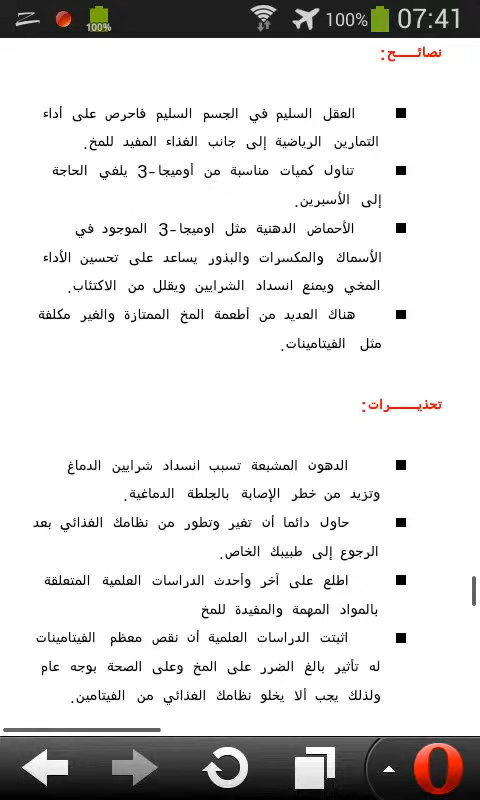 100%
100%
07:41
نصائـــح:
العقل السليم في الجسم السليم فاحرص على أداء
التمارين الرياضية إلى جانب الغذاء المفيد للمخ.
تناول كميات مناسبة من أوميجا-3 يلغي الحاجة
إلى الأسبرين.
الأحماض الدهنية مثل اوميجا-3 الموجود في
الأسماك والمكسرات والبذور يساعد على تحسين الأداء
المخي ويمنع انسداد الشرايين ويقلل من الاكتئاب.
هناك العديد من أطعمة المخ الممتازة والغير مكلفة
مثل الفيتامينات.
تحذيـــــرات:
الدهون المشبعة تسبب انسداد شرايين الدماغ
وتزيد من خطر الإصابة بالجلطة الدماغية.
حاول دائما أن تغير وتطور من نظامك الغذائي بعد
الرجوع إلى طبيبك الخاص.
اطلع على آخر وأحدث الدراسات العلمية المتعلقة
بالمواد المهمة والمفيدة للمخ
اثبتت الدراسات العلمية أن نقص معظم الفيتامينات
له تأثير بالغ الضرر على المخ وعلى الصحة بوجه عام
ولذلك يجب ألا يخلو نظامك الغذائي من الفيتامين.